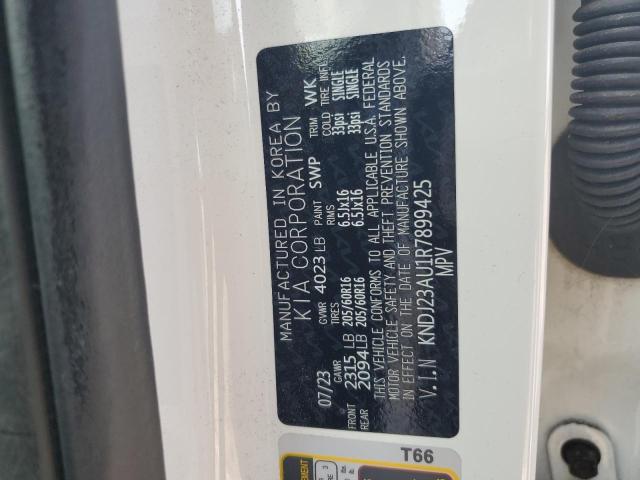 MANUFACTURED IN KOREA BY
KIA CORPORATION
07/23 GVWR 4023 LB PAINT SWP TRIM WK
GAWR TIRES RIMS COLD TIRE INFL
FRONT 2315 LB 205/60R16 6.5Jx16 33psi SINGLE
REAR 2094 LB 205/60R16 6.5Jx16 33psi SINGLE
THIS VEHICLE CONFORMS TO ALL APPLICABLE U.S.A. FEDERAL
MOTOR VEHICLE SAFETY AND THEFT PREVENTION STANDARDS
IN EFFECT ON THE DATE OF MANUFACTURE SHOWN ABOVE.
V.I.N KNDJ23AU1R7899425
MPV
T66